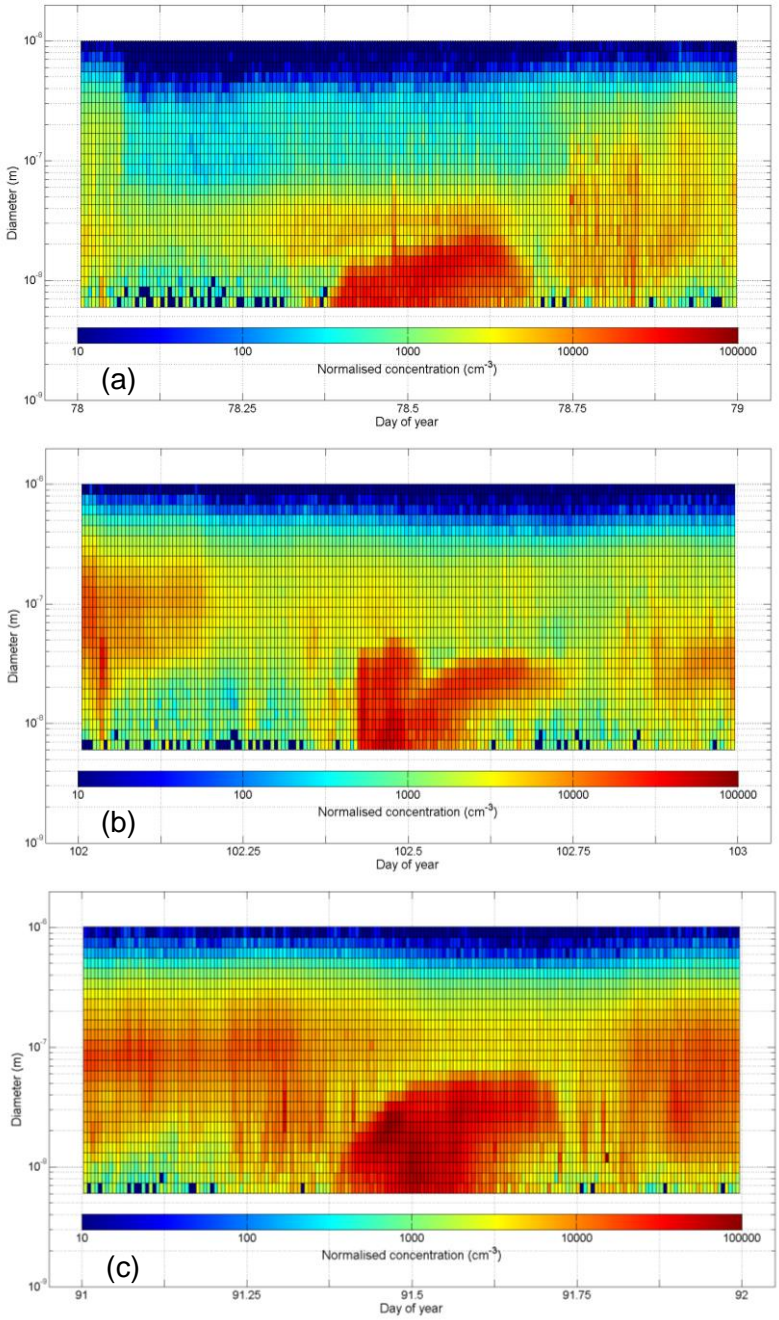 10⁻⁶
10⁻⁷
10⁻⁸
10⁻⁹
Diameter (m)
10 100 1000 10000 100000
Normalised concentration (cm⁻³)
(a)
78 78.25 78.5 78.75 79
Day of year
10⁻⁶
10⁻⁷
10⁻⁸
10⁻⁹
Diameter (m)
10 100 1000 10000 100000
Normalised concentration (cm⁻³)
(b)
102 102.25 102.5 102.75 103
Day of year
10⁻⁶
10⁻⁷
10⁻⁸
10⁻⁹
Diameter (m)
10 100 1000 10000 100000
Normalised concentration (cm⁻³)
(c)
91 91.25 91.5 91.75 92
Day of year